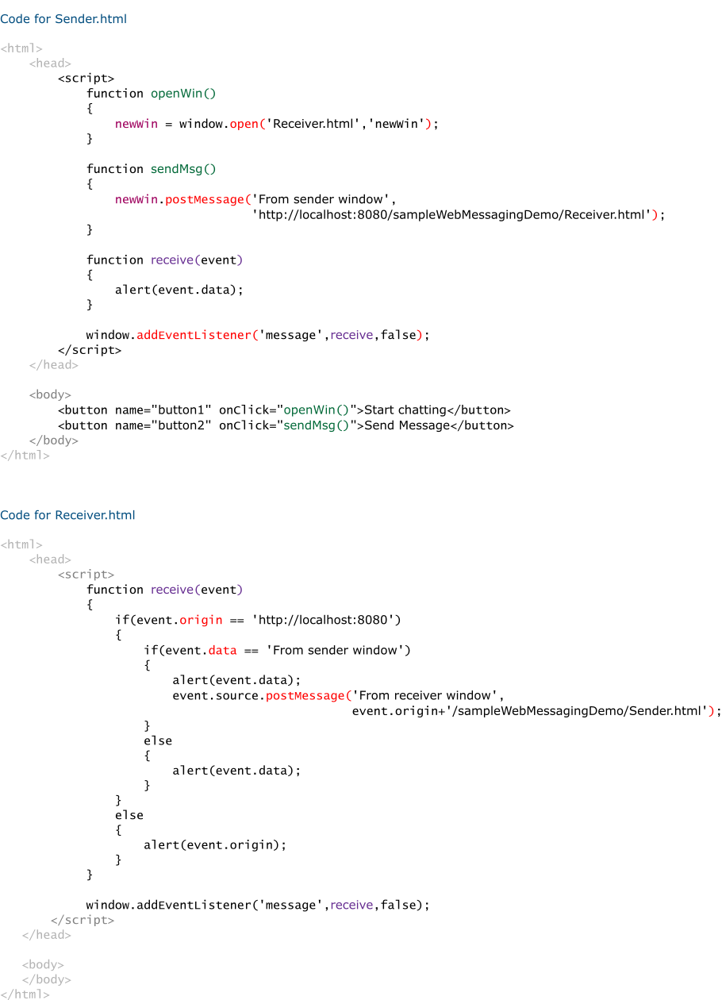 Code for Sender.html
<html>
<head>
<script>
function openWin()
{
newWin = window.open('Receiver.html','newWin');
}
function sendMsg()
{
newWin.postMessage('From sender window',
'http://localhost:8080/sampleWebMessagingDemo/Receiver.html');
}
function receive(event)
{
alert(event.data);
}
window.addEventListener('message',receive,false);
</script>
</head>
<body>
<button name="button1" onClick="openWin()">Start chatting</button>
<button name="button2" onClick="sendMsg()">Send Message</button>
</body>
</html>
Code for Receiver.html
<html>
<head>
<script>
function receive(event)
{
if(event.origin == 'http://localhost:8080')
{
if(event.data == 'From sender window')
{
alert(event.data);
event.source.postMessage('From receiver window',
event.origin+'/sampleWebMessagingDemo/Sender.html');
}
else
{
alert(event.data);
}
}
else
{
alert(event.origin);
}
}
window.addEventListener('message',receive,false);
</script>
</head>
<body>
</body>
</html>